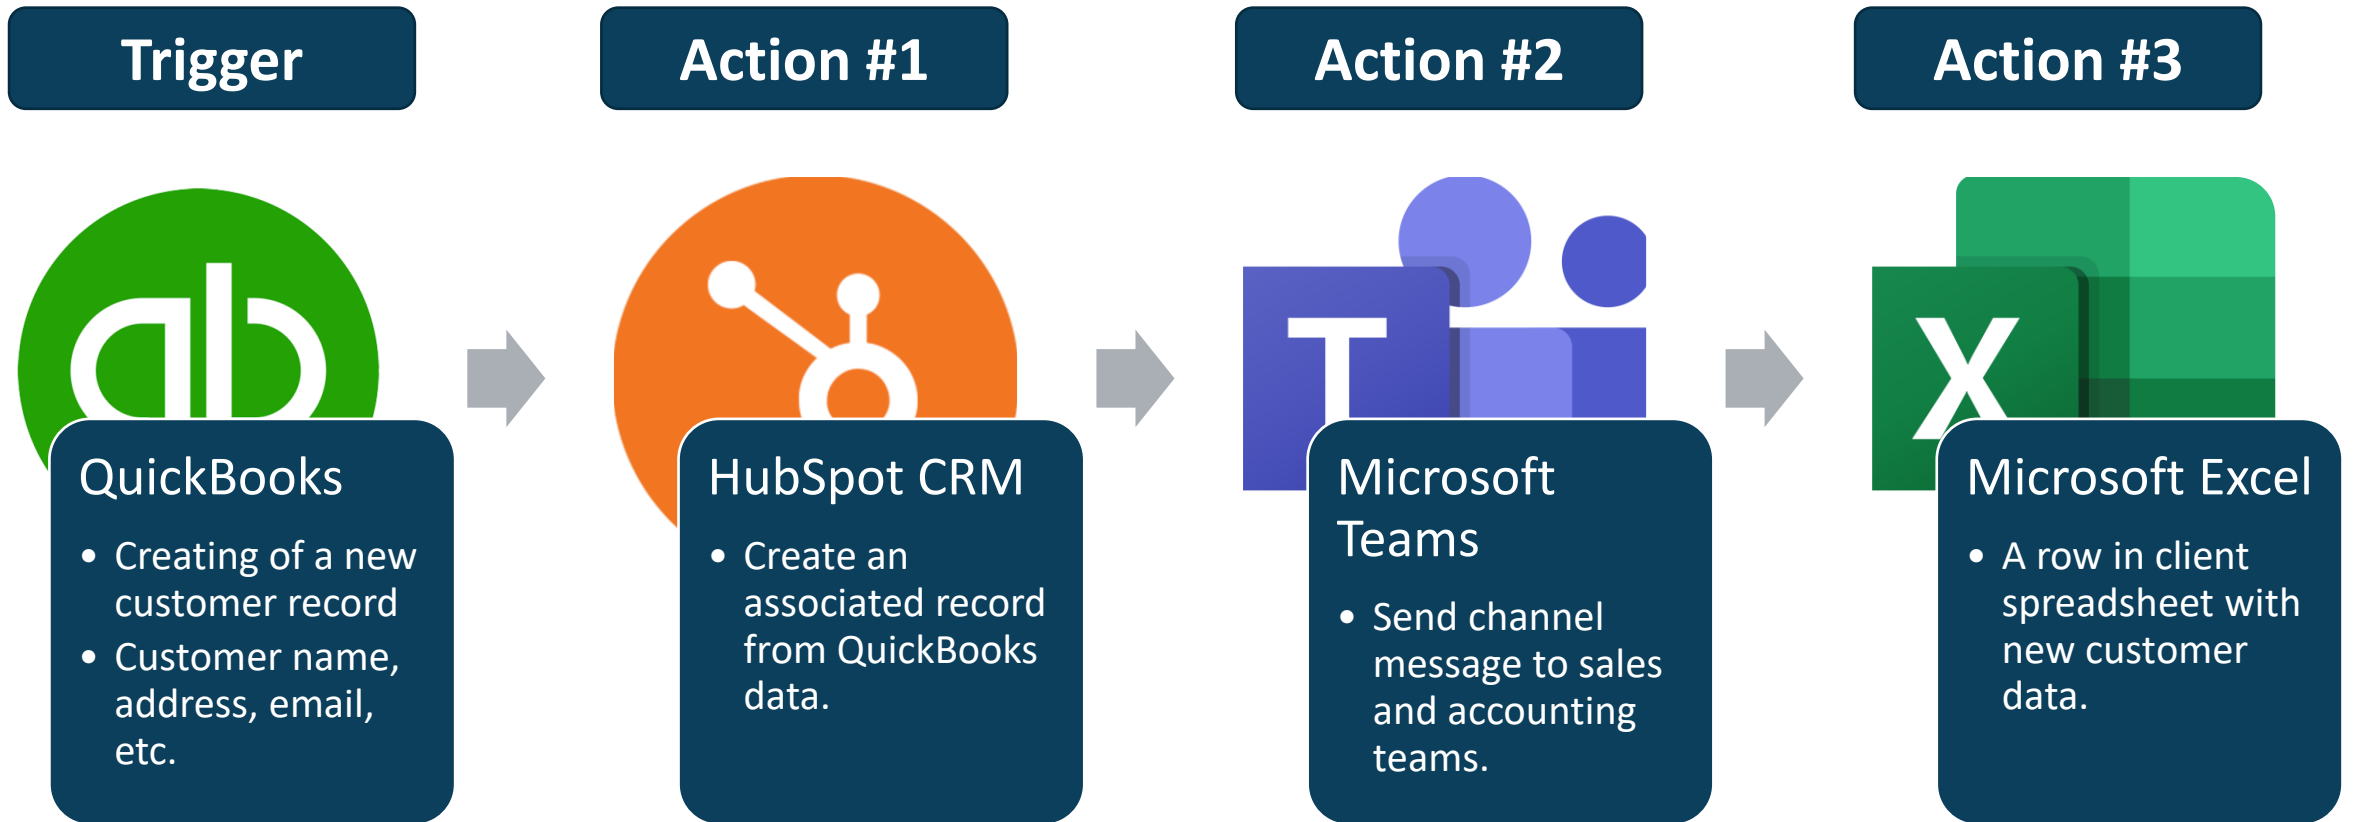 Trigger
Action #1
Action #2
Action #3
QuickBooks
• Creating of a new
customer record
• Customer name,
address, email,
etc.
HubSpot CRM
• Create an
associated record
from QuickBooks
data.
T
Microsoft
Teams
• Send channel
message to sales
and accounting
teams.
X
Microsoft Excel
• A row in client
spreadsheet with
new customer
data.